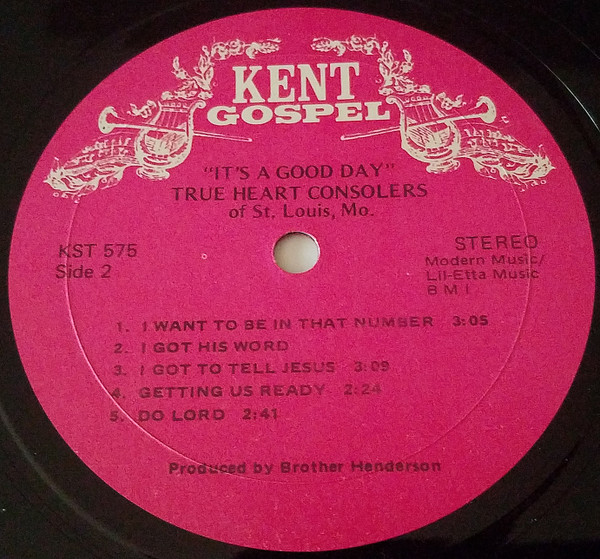 KENT
GOSPEL
"IT'S A GOOD DAY"
TRUE HEART CONSOLERS
of St. Louis, Mo.
KST 575
Side 2
STEREO
Modern Music/
Lil-Etta Music
B M I
1. I WANT TO BE IN THAT NUMBER 3:05
2. I GOT HIS WORD
3. I GOT TO TELL JESUS 3:09
4. GETTING US READY 2:24
5. DO LORD 2:41
Produced by Brother Henderson